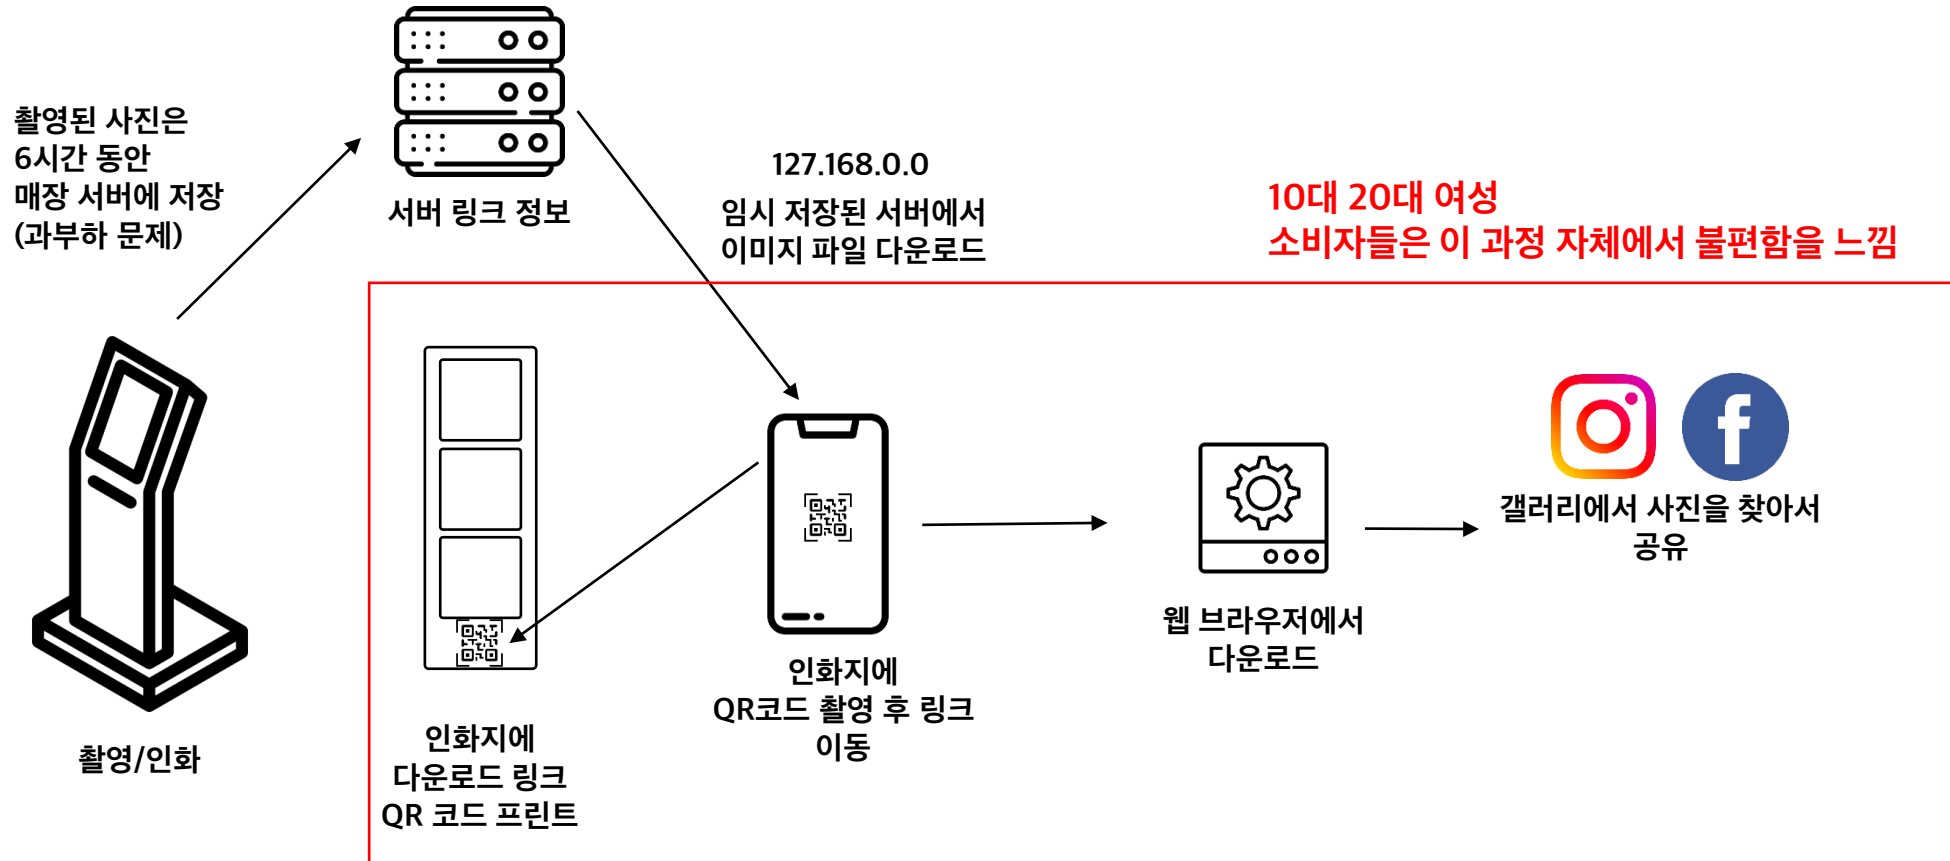 촬영된 사진은
6시간 동안
매장 서버에 저장
(과부하 문제)
서버 링크 정보
127.168.0.0
임시 저장된 서버에서
이미지 파일 다운로드
10대 20대 여성
소비자들은 이 과정 자체에서 불편함을 느낌
촬영/인화
인화지에
다운로드 링크
QR 코드 프린트
인화지에
QR코드 촬영 후 링크
이동
웹 브라우저에서
다운로드
갤러리에서 사진을 찾아서
공유